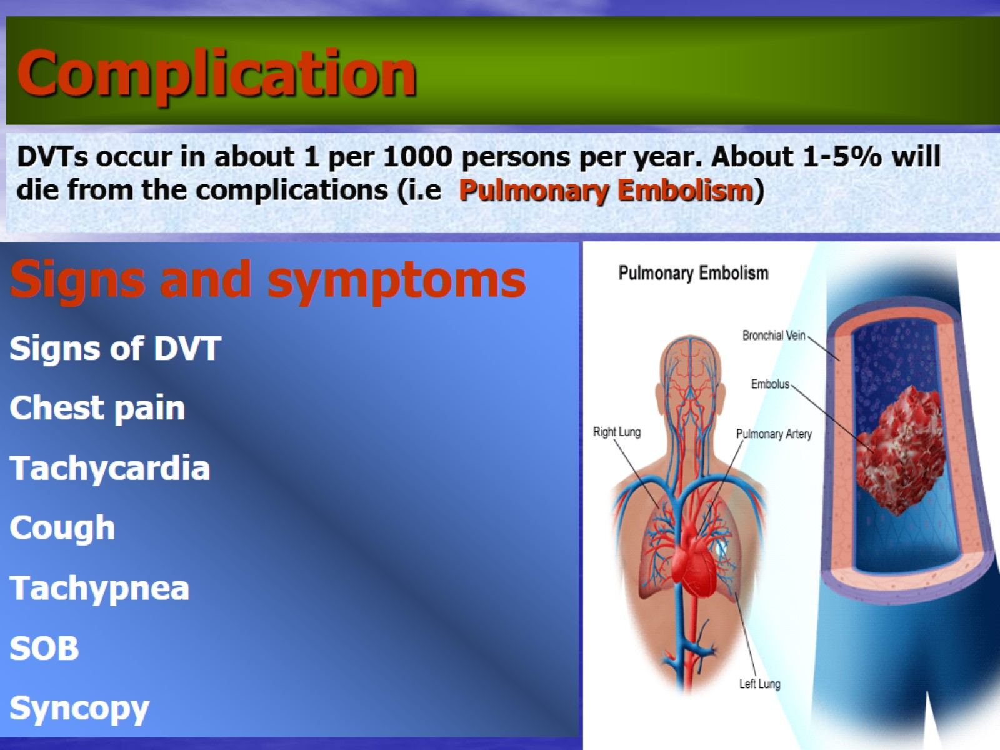 Complication
DVTs occur in about 1 per 1000 persons per year. About 1-5% will
die from the complications (i.e Pulmonary Embolism)
Signs and symptoms
Signs of DVT
Chest pain
Tachycardia
Cough
Tachypnea
SOB
Syncopy
Pulmonary Embolism
Bronchial Vein
Embolus
Right Lung
Pulmonary Artery
Left Lung